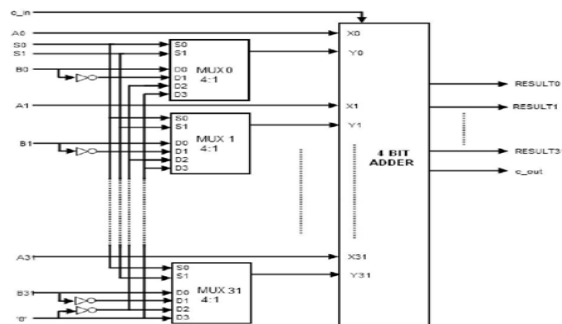 c_in
A0
X0
S0
S0
S1
S1
Y0
B0
D0
MUX 0
D1
4:1
D2
D3
RESULT0
A1
X1
RESULT1
S0
S1
Y1
MUX 1
B1
D0
4:1
D1
D2
D3
4 BIT
ADDER
RESULT3
c_out
A31
X31
S0
S1
Y31
B31
D0
MUX 31
D1
4:1
D2
'0'
D3